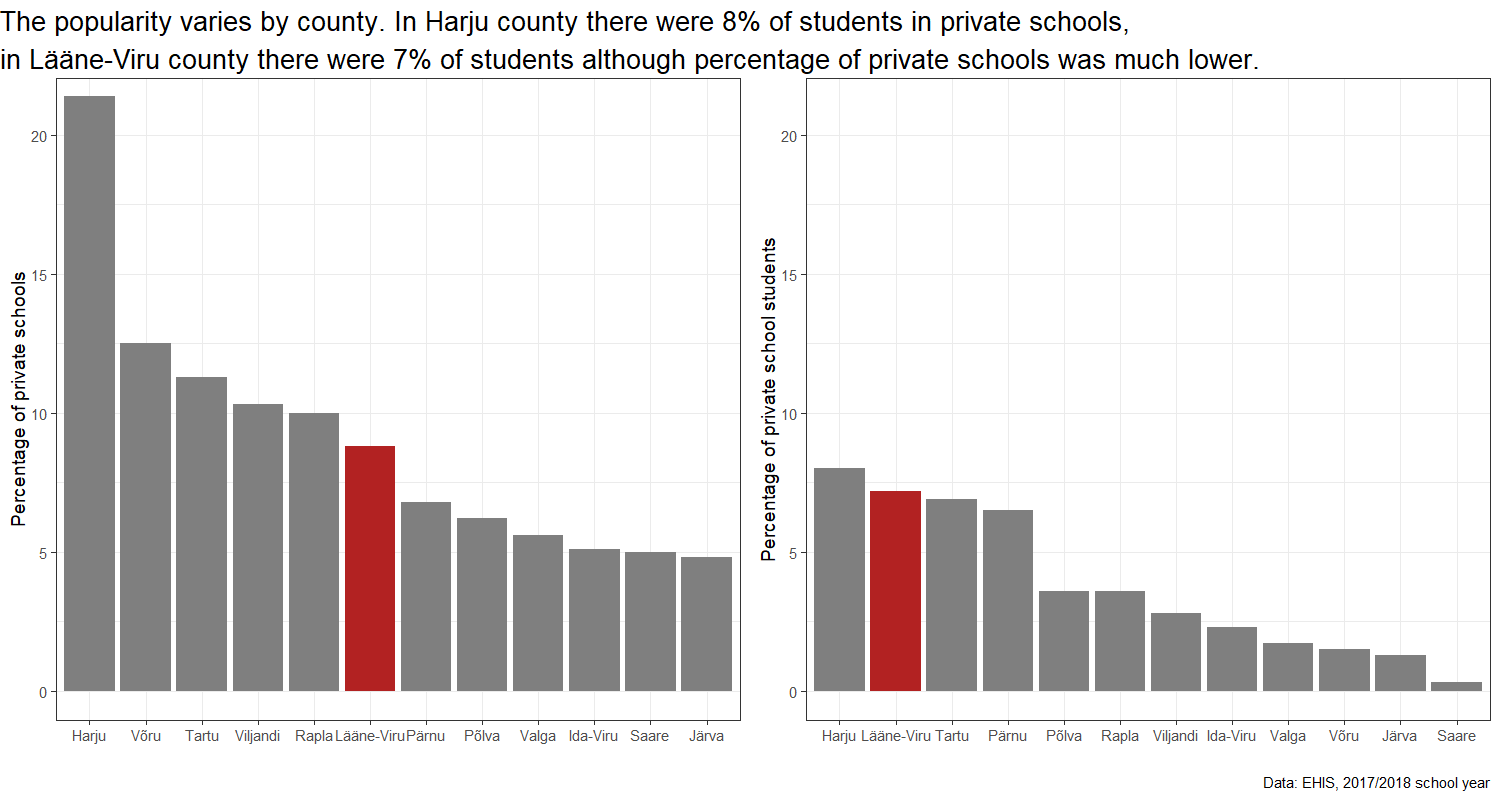 The popularity varies by county. In Harju county there were 8% of students in private schools,
in Lääne-Viru county there were 7% of students although percentage of private schools was much lower.
Percentage of private schools
20
15
10
5
0
Harju Võru Tartu Viljandi Rapla Lääne-Viru Pärnu Põlva Valga Ida-Viru Saare Järva
Percentage of private school students
20
15
10
5
0
Harju Lääne-Viru Tartu Pärnu Põlva Rapla Viljandi Ida-Viru Valga Võru Järva Saare
Data: EHIS, 2017/2018 school year